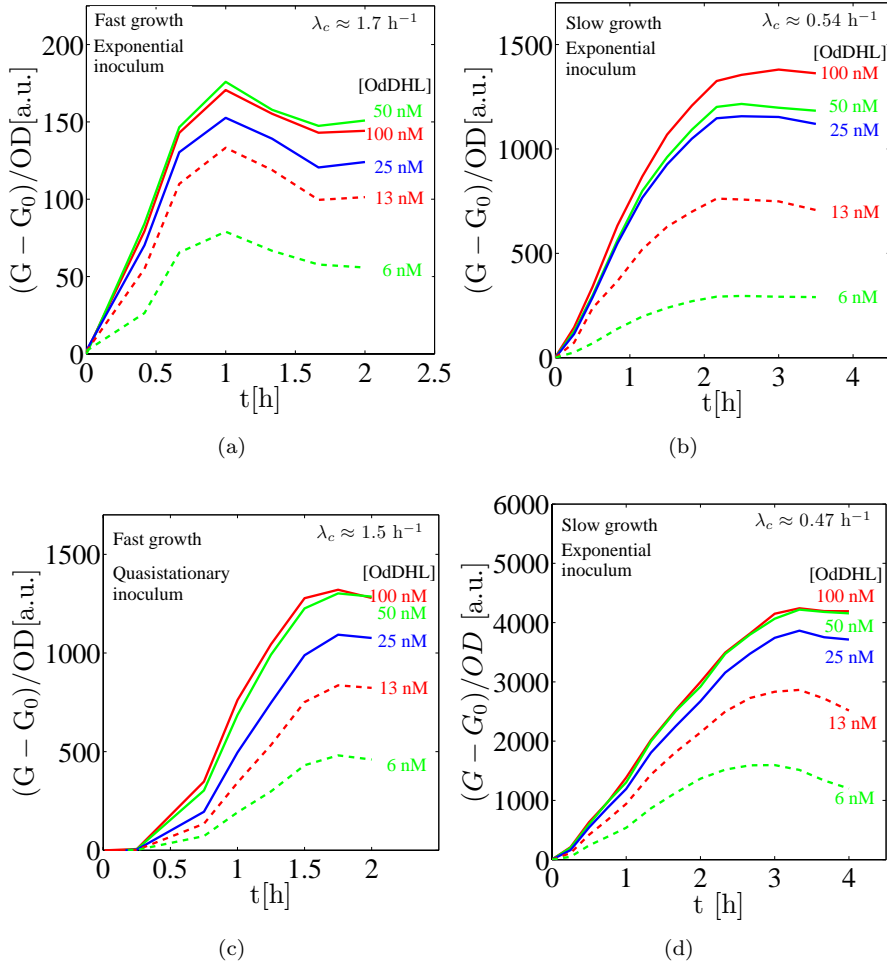 Fast growth
λc ≈ 1.7 h−1
Exponential
inoculum
[OdDHL]
50 nM
100 nM
25 nM
13 nM
6 nM
(G − G0)/OD[a.u.]
0
50
100
150
200
0
0.5
1
1.5
2
2.5
t[h]
(a)
Slow growth
λc ≈ 0.54 h−1
Exponential
inoculum
[OdDHL]
100 nM
50 nM
25 nM
13 nM
6 nM
(G − G0)/OD[a.u.]
0
500
1000
1500
0
1
2
3
4
t[h]
(b)
Fast growth
λc ≈ 1.5 h−1
Quasistationary
inoculum
[OdDHL]
100 nM
50 nM
25 nM
13 nM
6 nM
(G − G0)/OD[a.u.]
0
500
1000
1500
0
0.5
1
1.5
2
t[h]
(c)
Slow growth
λc ≈ 0.47 h−1
Exponential
inoculum
[OdDHL]
100 nM
50 nM
25 nM
13 nM
6 nM
(G − G0)/OD [a.u.]
0
1000
2000
3000
4000
5000
6000
0
1
2
3
4
t [h]
(d)